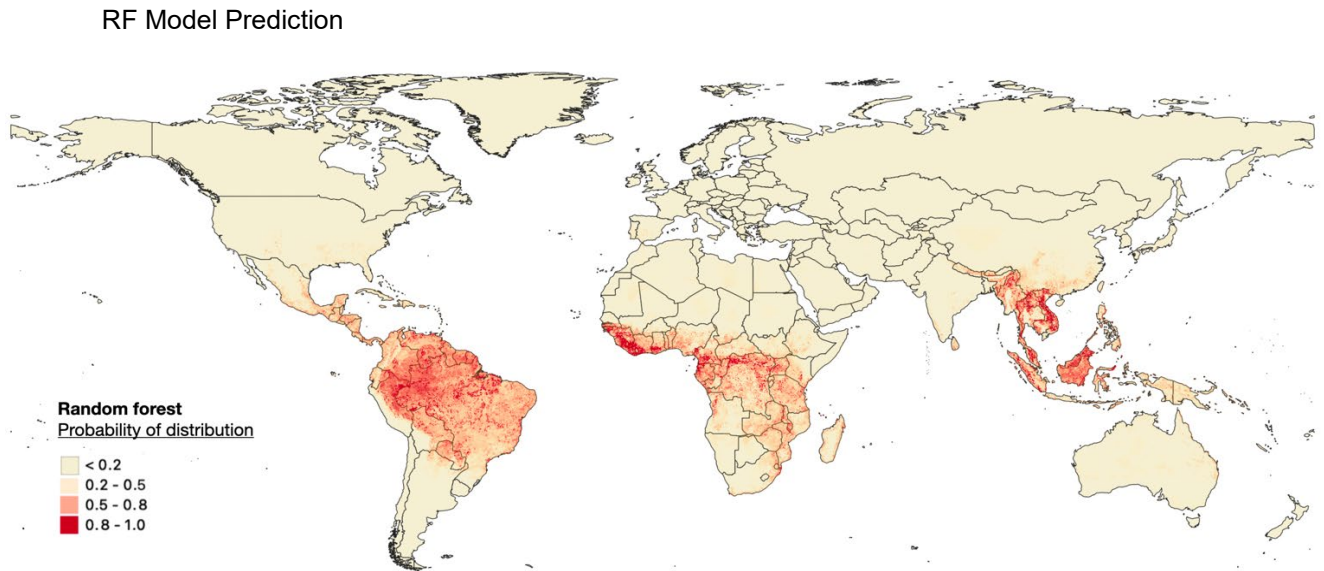 RF Model Prediction
Random forest
Probability of distribution
< 0.2
0.2 - 0.5
0.5 - 0.8
0.8 - 1.0